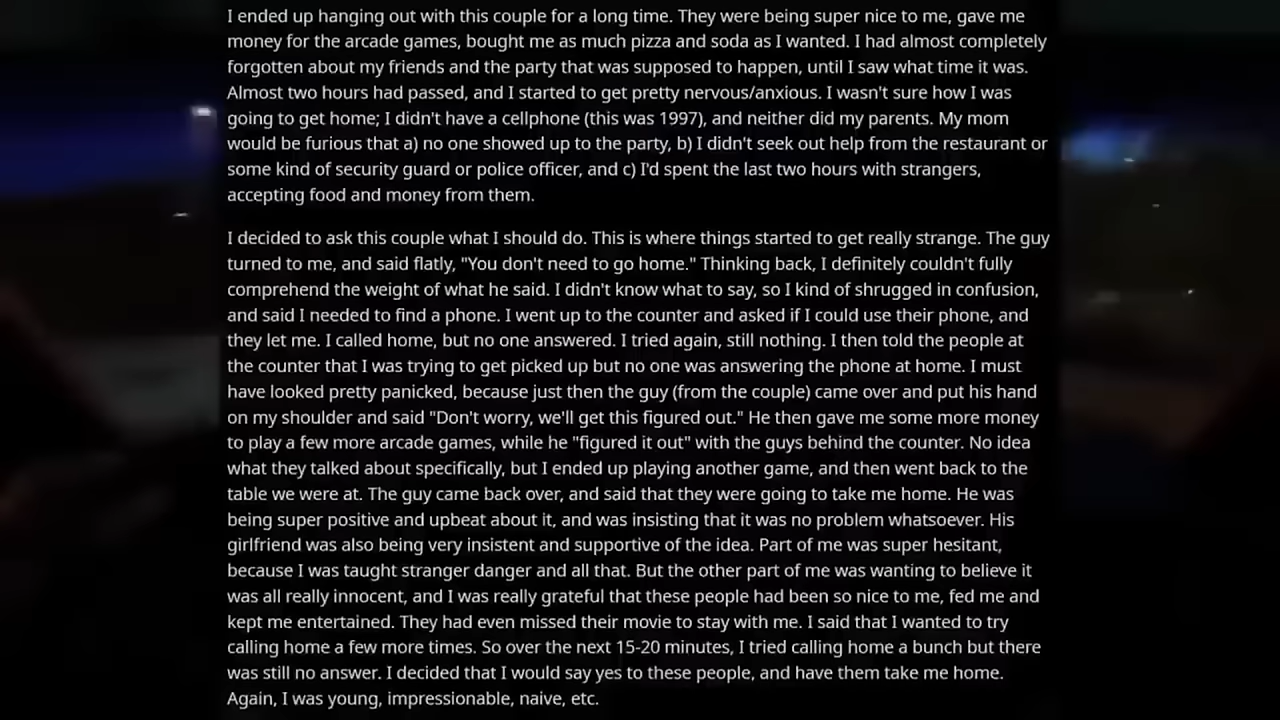 I ended up hanging out with this couple for a long time. They were being super nice to me, gave me
money for the arcade games, bought me as much pizza and soda as I wanted. I had almost completely
forgotten about my friends and the party that was supposed to happen, until I saw what time it was.
Almost two hours had passed, and I started to get pretty nervous/anxious. I wasn't sure how I was
going to get home; I didn't have a cellphone (this was 1997), and neither did my parents. My mom
would be furious that a) no one showed up to the party, b) I didn't seek out help from the restaurant or
some kind of security guard or police officer, and c) I'd spent the last two hours with strangers,
accepting food and money from them.
I decided to ask this couple what I should do. This is where things started to get really strange. The guy
turned to me, and said flatly, "You don't need to go home." Thinking back, I definitely couldn't fully
comprehend the weight of what he said. I didn't know what to say, so I kind of shrugged in confusion,
and said I needed to find a phone. I went up to the counter and asked if I could use their phone, and
they let me. I called home, but no one answered. I tried again, still nothing. I then told the people at
the counter that I was trying to get picked up but no one was answering the phone at home. I must
have looked pretty panicked, because just then the guy (from the couple) came over and put his hand
on my shoulder and said "Don't worry, we'll get this figured out." He then gave me some more money
to play a few more arcade games, while he "figured it out" with the guys behind the counter. No idea
what they talked about specifically, but I ended up playing another game, and then went back to the
table we were at. The guy came back over, and said that they were going to take me home. He was
being super positive and upbeat about it, and was insisting that it was no problem whatsoever. His
girlfriend was also being very insistent and supportive of the idea. Part of me was super hesitant,
because I was taught stranger danger and all that. But the other part of me was wanting to believe it
was all really innocent, and I was really grateful that these people had been so nice to me, fed me and
kept me entertained. They had even missed their movie to stay with me. I said that I wanted to try
calling home a few more times. So over the next 15-20 minutes, I tried calling home a bunch but there
was still no answer. I decided that I would say yes to these people, and have them take me home.
Again, I was young, impressionable, naive, etc.